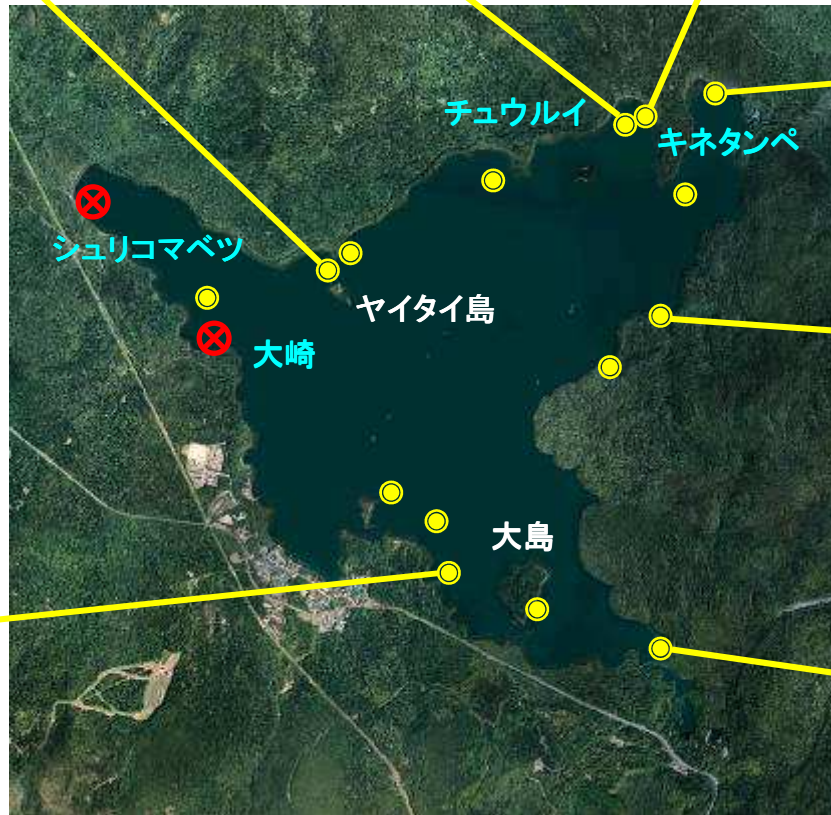 チュウルイ
キネタンペ
シュリコマベツ
ヤイタイ島
大崎
大島